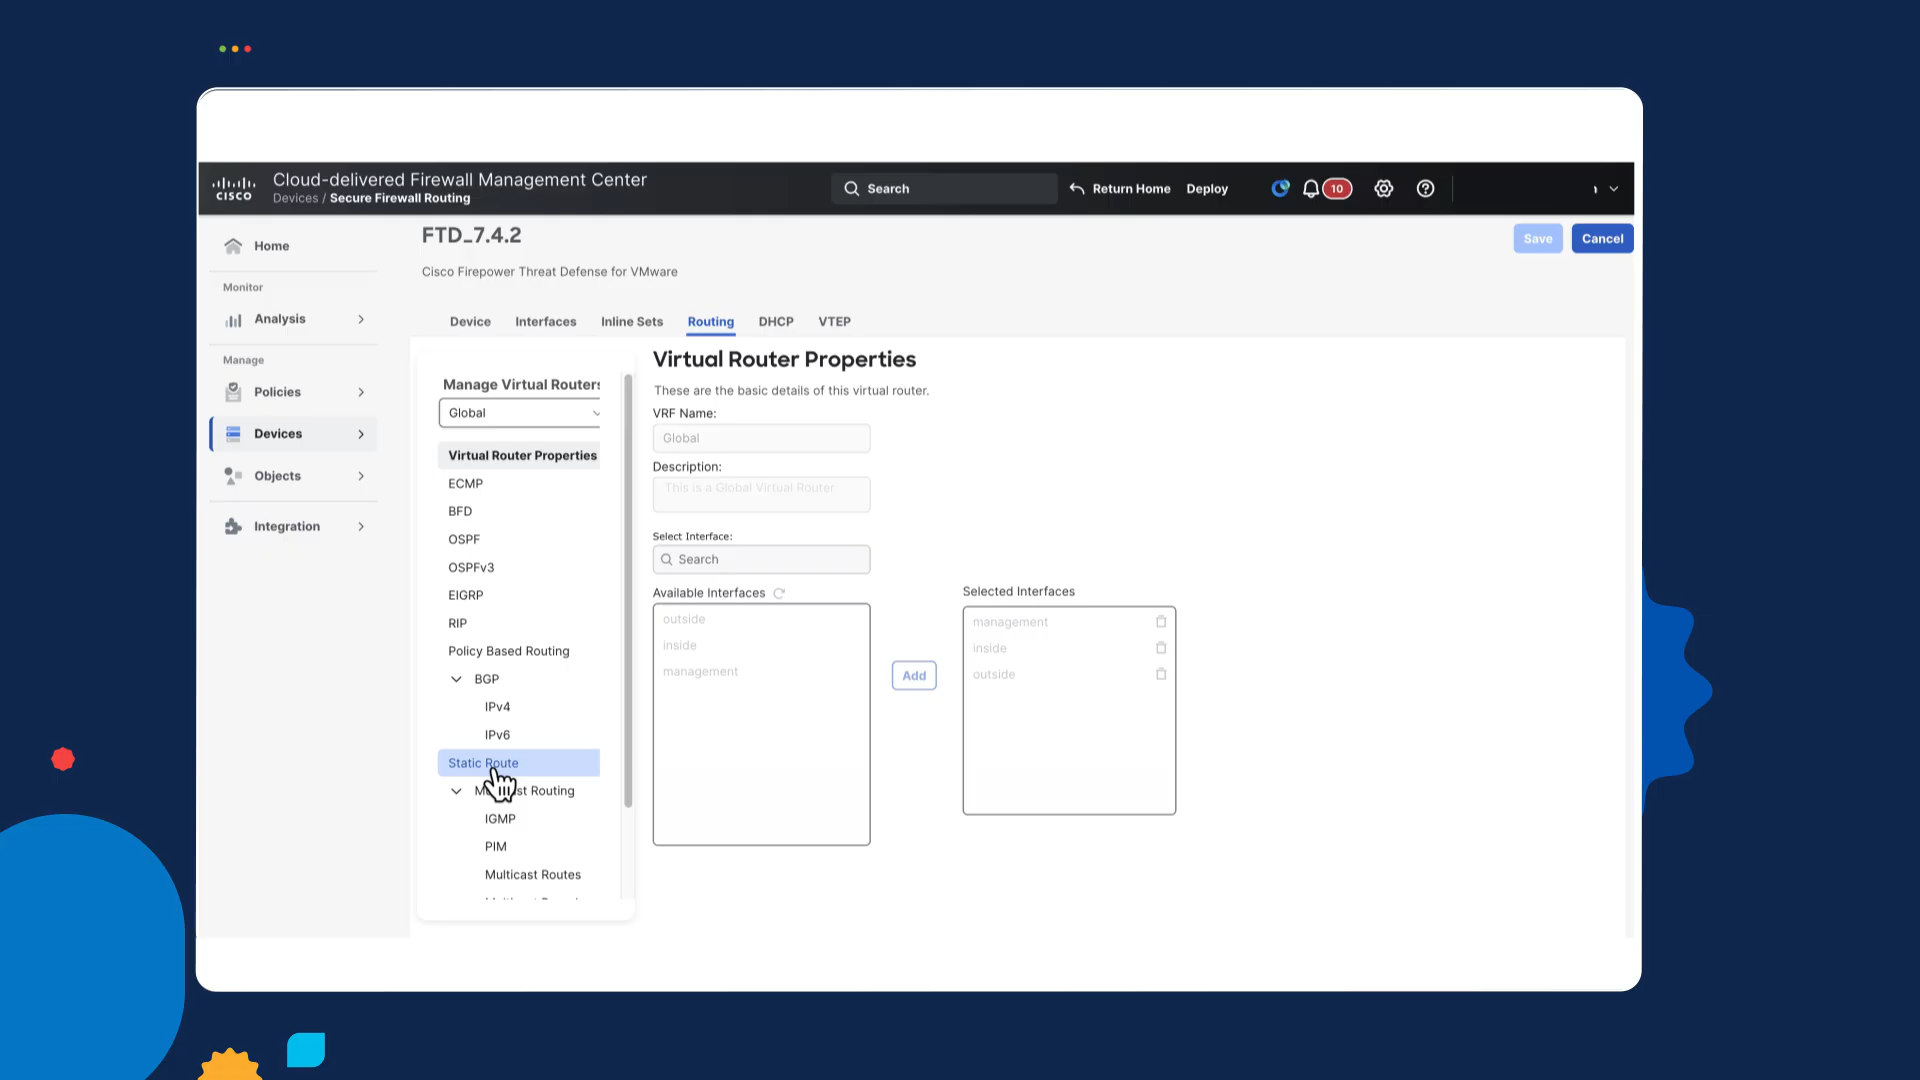 Cloud-delivered Firewall Management Center
CISCO
Devices / Secure Firewall Routing
Search
Return Home
Deploy
10
Home
Monitor
Analysis
Manage
Policies
Devices
Objects
Integration
FTD_7.4.2
Cisco Firepower Threat Defense for VMware
Save
Cancel
Device
Interfaces
Inline Sets
Routing
DHCP
VTEP
Manage Virtual Routers
Global
Virtual Router Properties
ECMP
BFD
OSPF
OSPFv3
EIGRP
RIP
Policy Based Routing
BGP
IPv4
IPv6
Static Route
Routing
IGMP
PIM
Multicast Routes
Virtual Router Properties
These are the basic details of this virtual router.
VRF Name:
Global
Description:
This is a Global Virtual Router
Select Interface:
Search
Available Interfaces
outside
inside
management
Add
Selected Interfaces
management
inside
outside